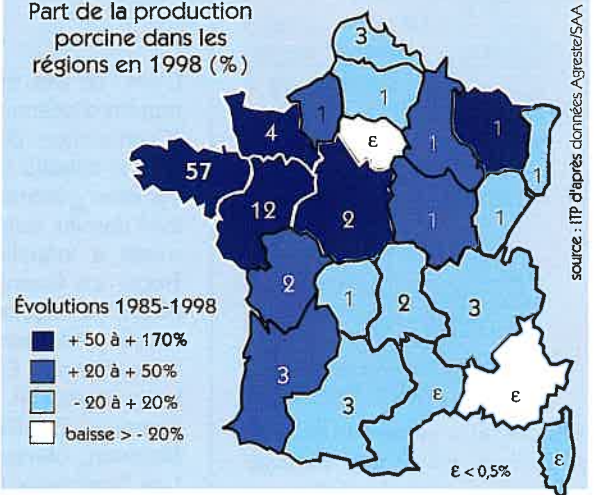 Part de la production
porcine dans les
régions en 1998 (%)
3
1
1
ε
1
1
1
4
57
12
2
1
1
2
1
2
3
3
3
ε
ε
ε
Évolutions 1985-1998
+ 50 à + 170%
+ 20 à + 50%
- 20 à + 20%
baisse > - 20%
ε < 0,5%
source : ITP d'après données Agreste/SAA